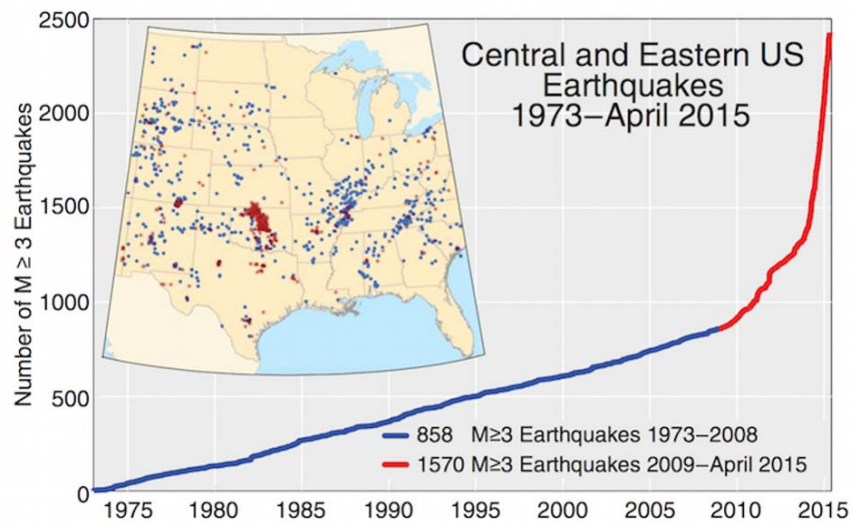 Central and Eastern US
Earthquakes
1973–April 2015
Number of M ≥ 3 Earthquakes
2500
2000
1500
1000
500
0
858 M≥3 Earthquakes 1973–2008
1570 M≥3 Earthquakes 2009–April 2015
1975 1980 1985 1990 1995 2000 2005 2010 2015